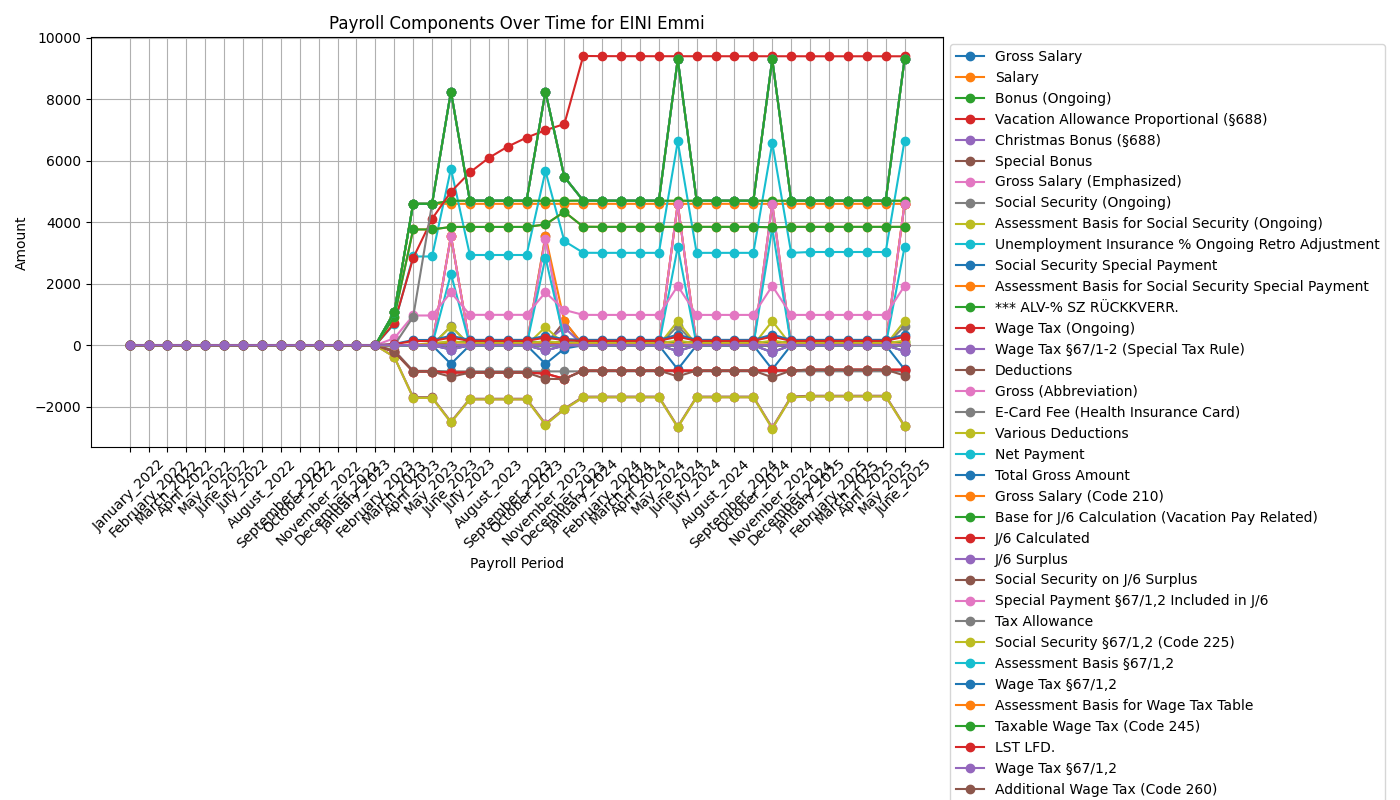 Payroll Components Over Time for EINI Emmi
10000
8000
6000
4000
2000
0
−2000
Amount
January_2022
February_2022
March_2022
April_2022
May_2022
June_2022
July_2022
August_2022
September_2022
October_2022
November_2022
December_2022
January_2023
February_2023
March_2023
April_2023
May_2023
June_2023
July_2023
August_2023
September_2023
October_2023
November_2023
December_2023
January_2024
February_2024
March_2024
April_2024
May_2024
June_2024
July_2024
August_2024
September_2024
October_2024
November_2024
December_2024
January_2025
February_2025
March_2025
April_2025
May_2025
June_2025
Payroll Period
Gross Salary
Salary
Bonus (Ongoing)
Vacation Allowance Proportional (§688)
Christmas Bonus (§688)
Special Bonus
Gross Salary (Emphasized)
Social Security (Ongoing)
Assessment Basis for Social Security (Ongoing)
Unemployment Insurance % Ongoing Retro Adjustment
Social Security Special Payment
Assessment Basis for Social Security Special Payment
*** ALV-% SZ RÜCKKVERR.
Wage Tax (Ongoing)
Wage Tax §67/1-2 (Special Tax Rule)
Deductions
Gross (Abbreviation)
E-Card Fee (Health Insurance Card)
Various Deductions
Net Payment
Total Gross Amount
Gross Salary (Code 210)
Base for J/6 Calculation (Vacation Pay Related)
J/6 Calculated
J/6 Surplus
Social Security on J/6 Surplus
Special Payment §67/1,2 Included in J/6
Tax Allowance
Social Security §67/1,2 (Code 225)
Assessment Basis §67/1,2
Wage Tax §67/1,2
Assessment Basis for Wage Tax Table
Taxable Wage Tax (Code 245)
LST LFD.
Wage Tax §67/1,2
Additional Wage Tax (Code 260)